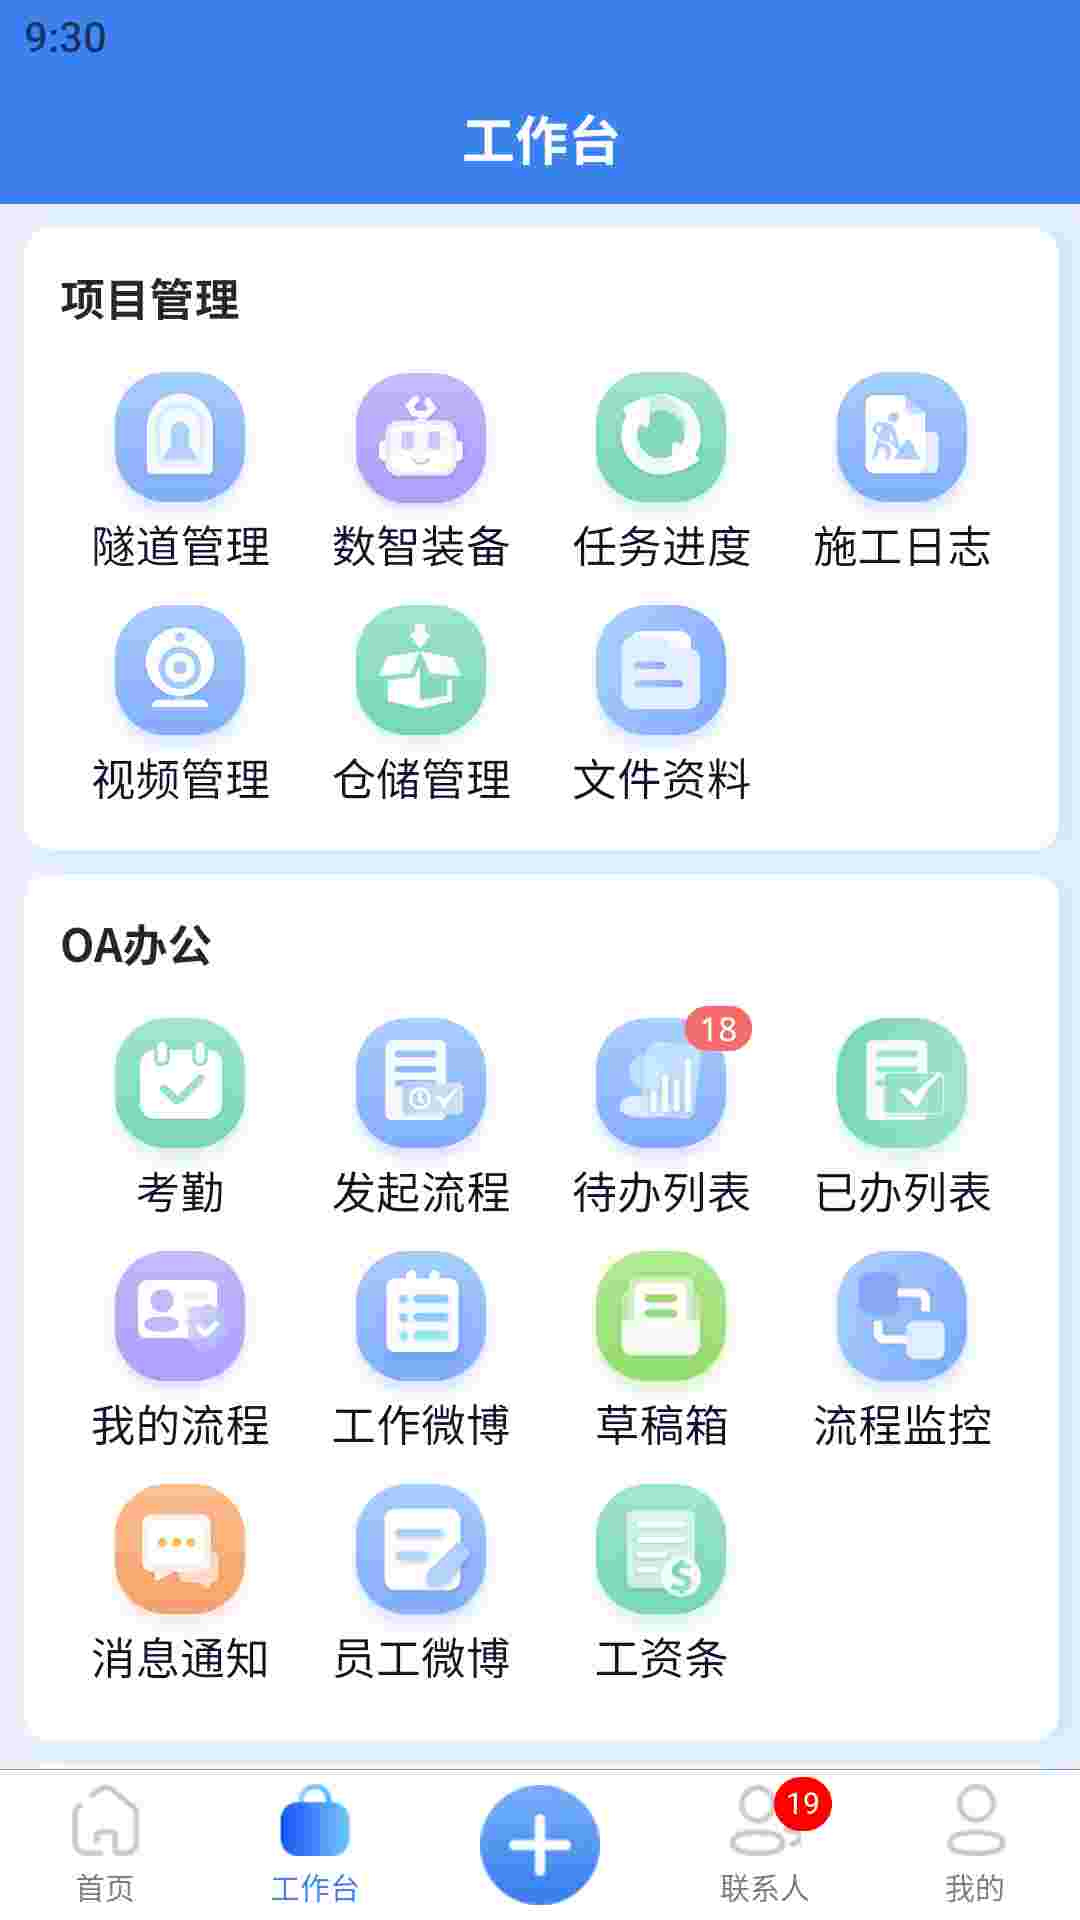 9:30
工作台
项目管理
隧道管理 数智装备 任务进度 施工日志
视频管理 仓储管理 文件资料
OA办公
18
考勤 发起流程 待办列表 已办列表
我的流程 工作微博 草稿箱 流程监控
消息通知 员工微博 工资条
19
首页 工作台 联系人 我的